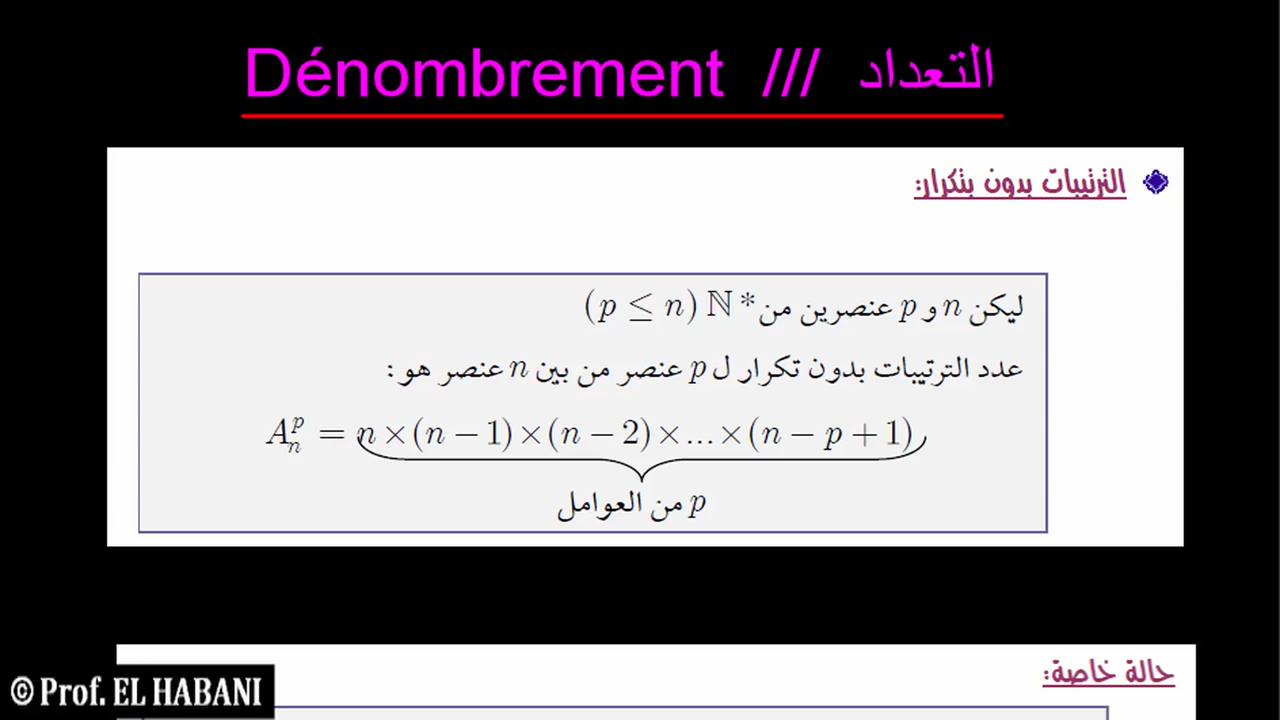 Dénombrement /// التعداد
الترتيبات بدون بتكرار:
ليكن n و p عنصرين من ℕ* (p ≤ n)
عدد الترتيبات بدون تكرار ل p عنصر من بين n عنصر هو :
A_n^p = n×(n − 1)×(n − 2)×...×(n − p + 1)
p من العوامل
حالة خاصة:
© Prof. EL HABANI